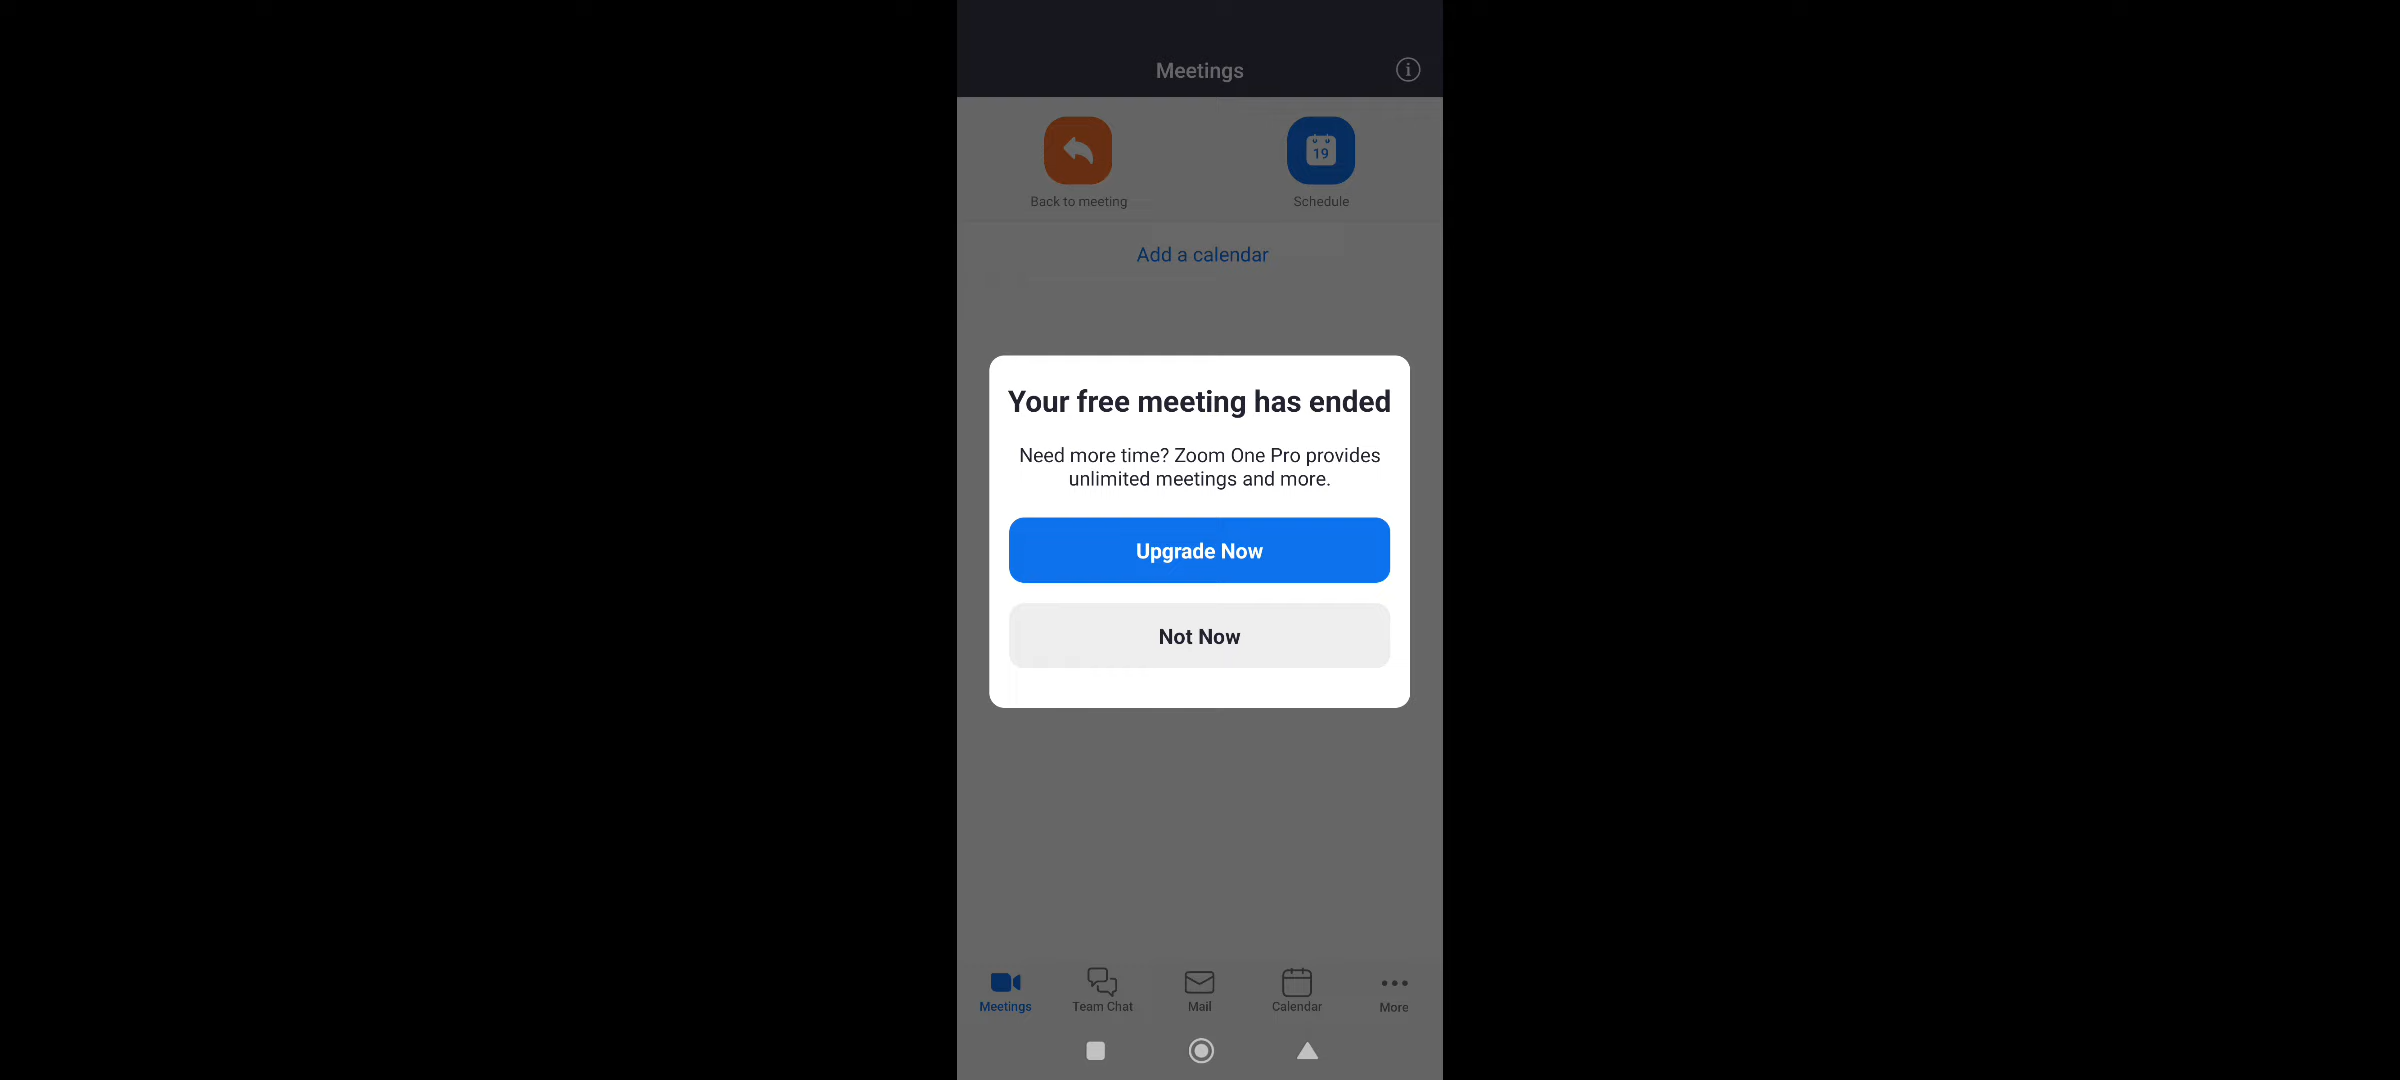 Meetings
Back to meeting
19
Schedule
Add a calendar
Your free meeting has ended
Need more time? Zoom One Pro provides
unlimited meetings and more.
Upgrade Now
Not Now
Meetings
Team Chat
Mail
Calendar
More